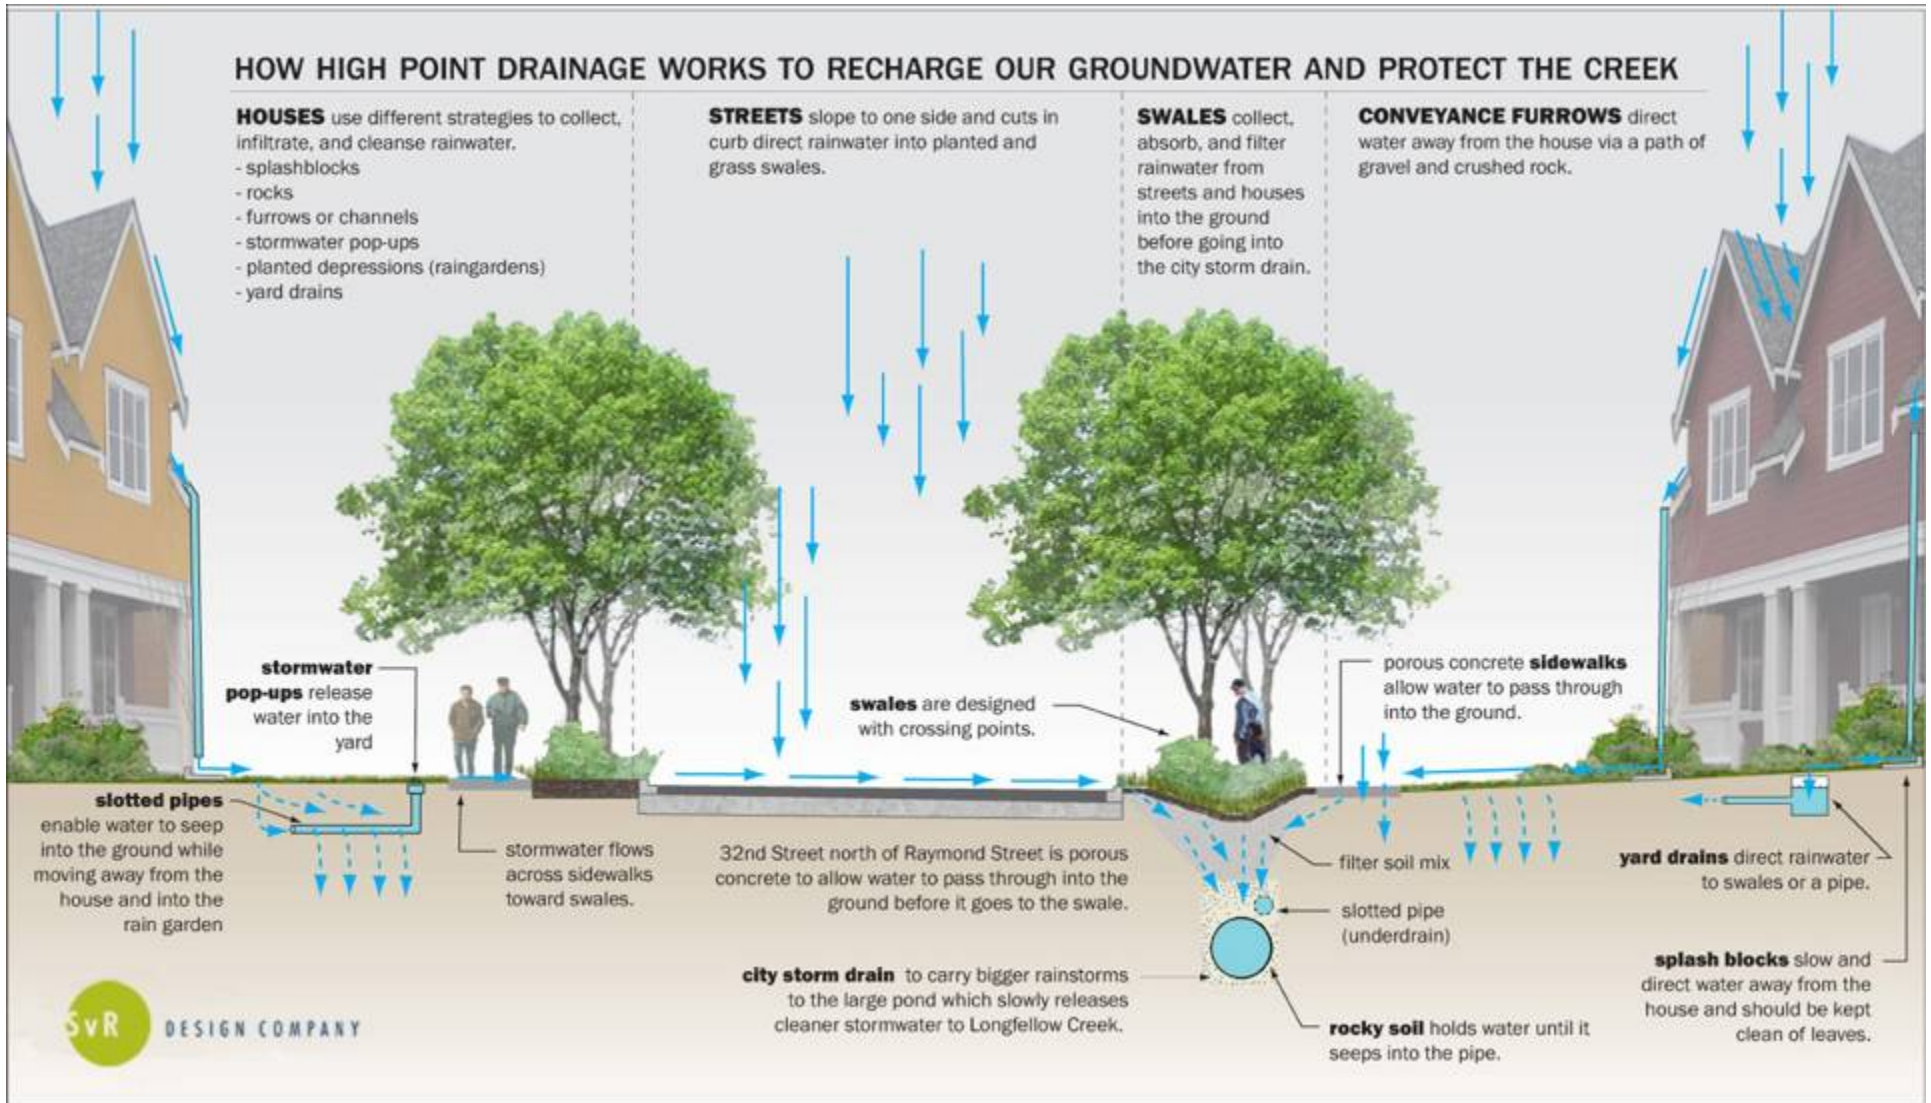 HOW HIGH POINT DRAINAGE WORKS TO RECHARGE OUR GROUNDWATER AND PROTECT THE CREEK
HOUSES use different strategies to collect,
infiltrate, and cleanse rainwater.
- splashblocks
- rocks
- furrows or channels
- stormwater pop-ups
- planted depressions (raingardens)
- yard drains
STREETS slope to one side and cuts in
curb direct rainwater into planted and
grass swales.
SWALES collect,
absorb, and filter
rainwater from
streets and houses
into the ground
before going into
the city storm drain.
CONVEYANCE FURROWS direct
water away from the house via a path of
gravel and crushed rock.
stormwater
pop-ups release
water into the
yard
swales are designed
with crossing points.
porous concrete sidewalks
allow water to pass through
into the ground.
slotted pipes
enable water to seep
into the ground while
moving away from the
house and into the
rain garden
stormwater flows
across sidewalks
toward swales.
32nd Street north of Raymond Street is porous
concrete to allow water to pass through into the
ground before it goes to the swale.
filter soil mix
slotted pipe
(underdrain)
yard drains direct rainwater
to swales or a pipe.
city storm drain to carry bigger rainstorms
to the large pond which slowly releases
cleaner stormwater to Longfellow Creek.
rocky soil holds water until it
seeps into the pipe.
splash blocks slow and
direct water away from the
house and should be kept
clean of leaves.
SvR DESIGN COMPANY